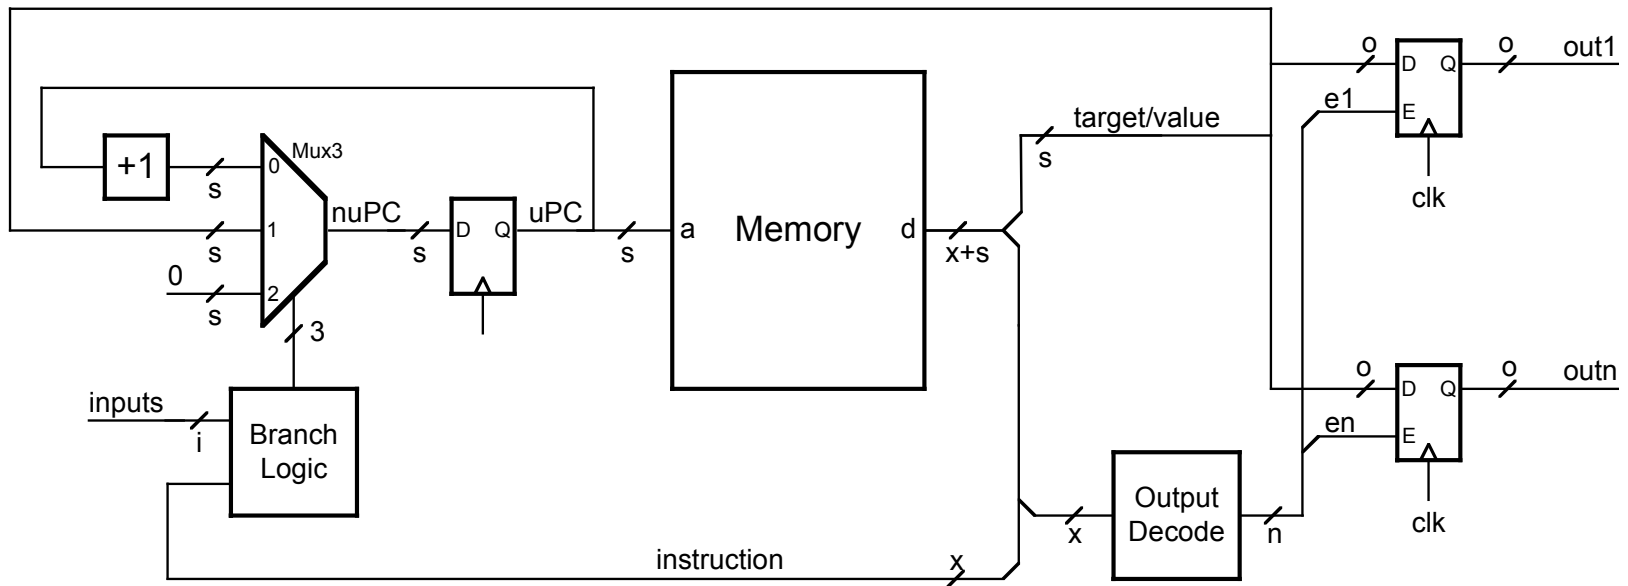 o
o
out1
D
Q
e1
E
target/value
+1
s
Mux3
0
s
clk
nuPC
uPC
1
s
s
D
Q
s
a
Memory
d
x+s
0
s
2
3
inputs
i
Branch
Logic
o
o
outn
D
Q
en
E
Output
Decode
x
n
clk
instruction
x